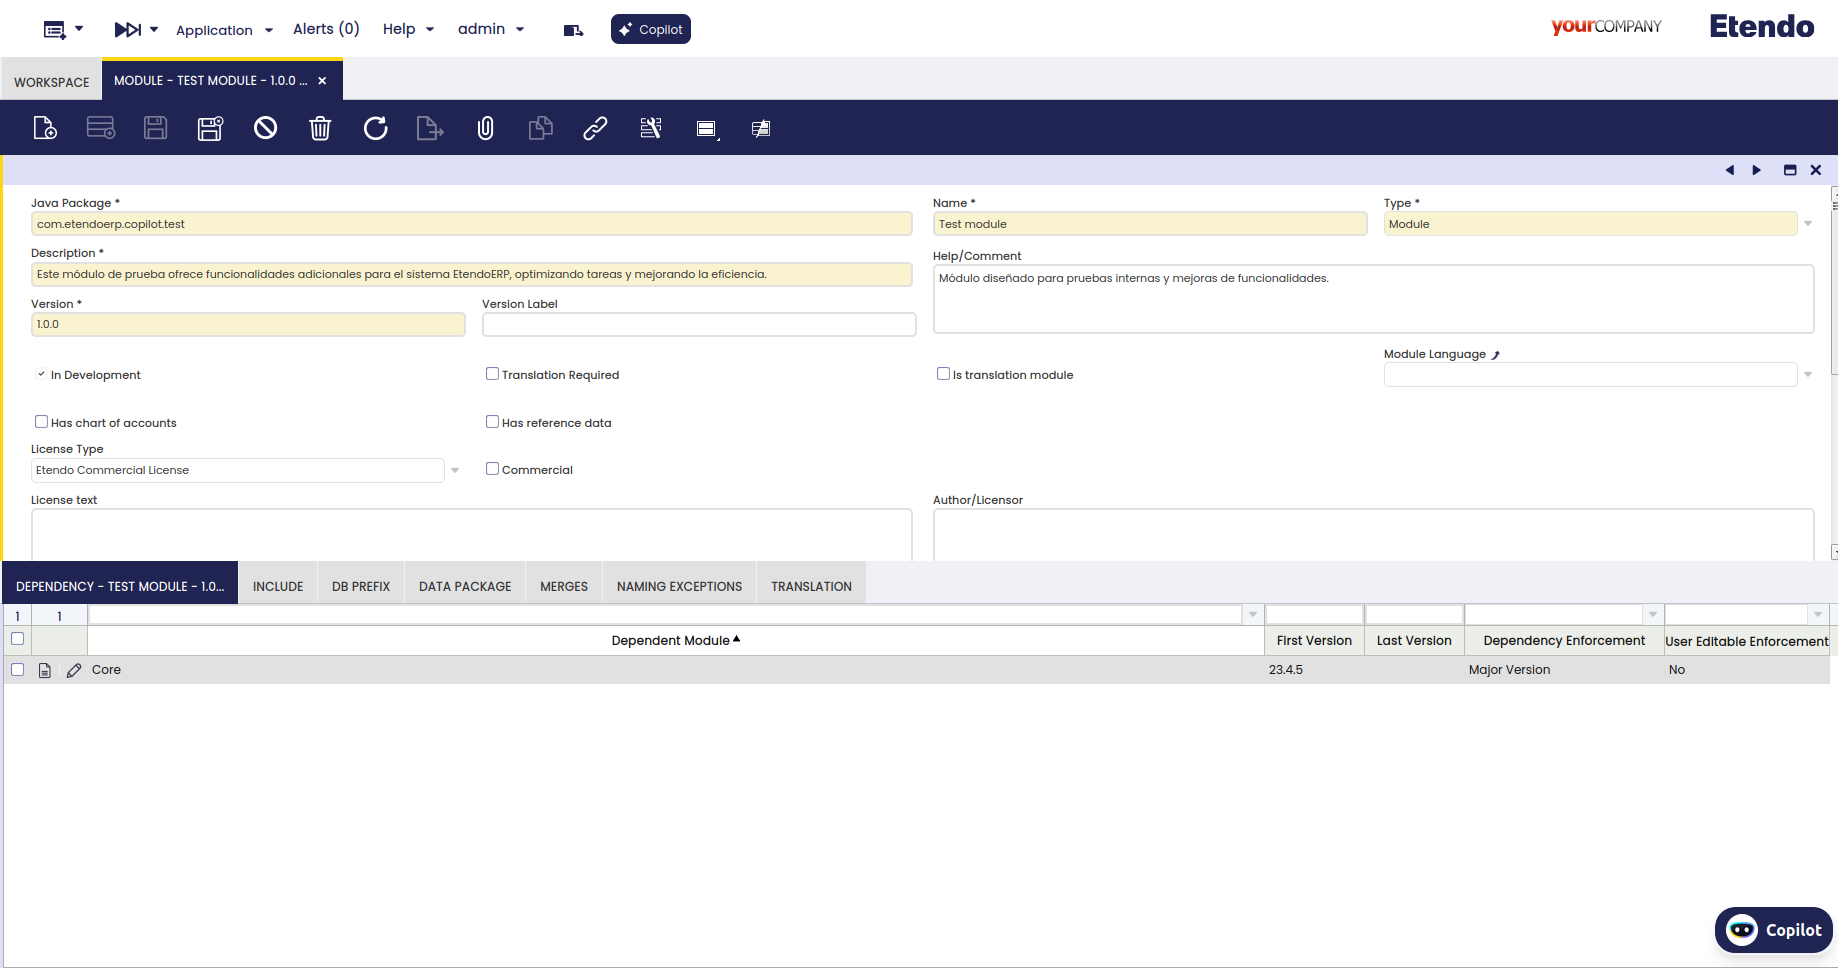 Application
Alerts (0)
Help
admin
Copilot
yourCOMPANY
Etendo
WORKSPACE
MODULE - TEST MODULE - 1.0.0 ...
Java Package *
Name *
Type *
com.etendoerp.copilot.test
Test module
Module
Description *
Help/Comment
Este módulo de prueba ofrece funcionalidades adicionales para el sistema EtendoERP, optimizando tareas y mejorando la eficiencia.
Módulo diseñado para pruebas internas y mejoras de funcionalidades.
Version *
Version Label
1.0.0
Module Language
In Development
Translation Required
Is translation module
Has chart of accounts
Has reference data
License Type
Etendo Commercial License
Commercial
License text
Author/Licensor
DEPENDENCY - TEST MODULE - 1.0...
INCLUDE
DB PREFIX
DATA PACKAGE
MERGES
NAMING EXCEPTIONS
TRANSLATION
1
1
Dependent Module
First Version
Last Version
Dependency Enforcement
User Editable Enforcement
Core
23.4.5
Major Version
No
Copilot